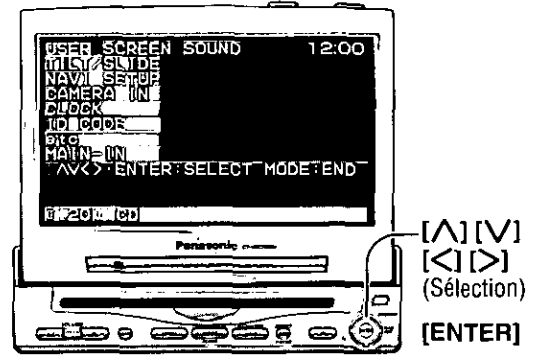 USER SCREEN SOUND 12:00
TILT/SLIDE
NAVI SETUP
CAMERA IN
CLOCK
ID CODE
etc
MAIN-IN
ΛV<>:ENTER:SELECT MODE:END
CD
Panasonic
[Λ] [V]
[<] [>]
(Sélection)
[ENTER]